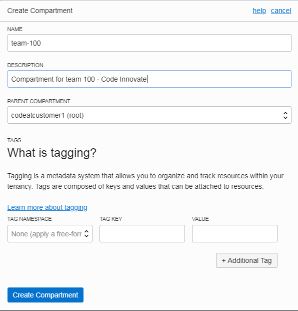 Create Compartment help cancel
NAME
team-100
DESCRIPTION
Compartment for team 100 - Code Innovate
PARENT COMPARTMENT
codeatcustomer1 (root)
TAGS
What is tagging?
Tagging is a metadata system that allows you to organize and track resources within your
tenancy. Tags are composed of keys and values that can be attached to resources.
Learn more about tagging
TAG NAMESPACE TAG KEY VALUE
None (apply a free-forr
+ Additional Tag
Create Compartment